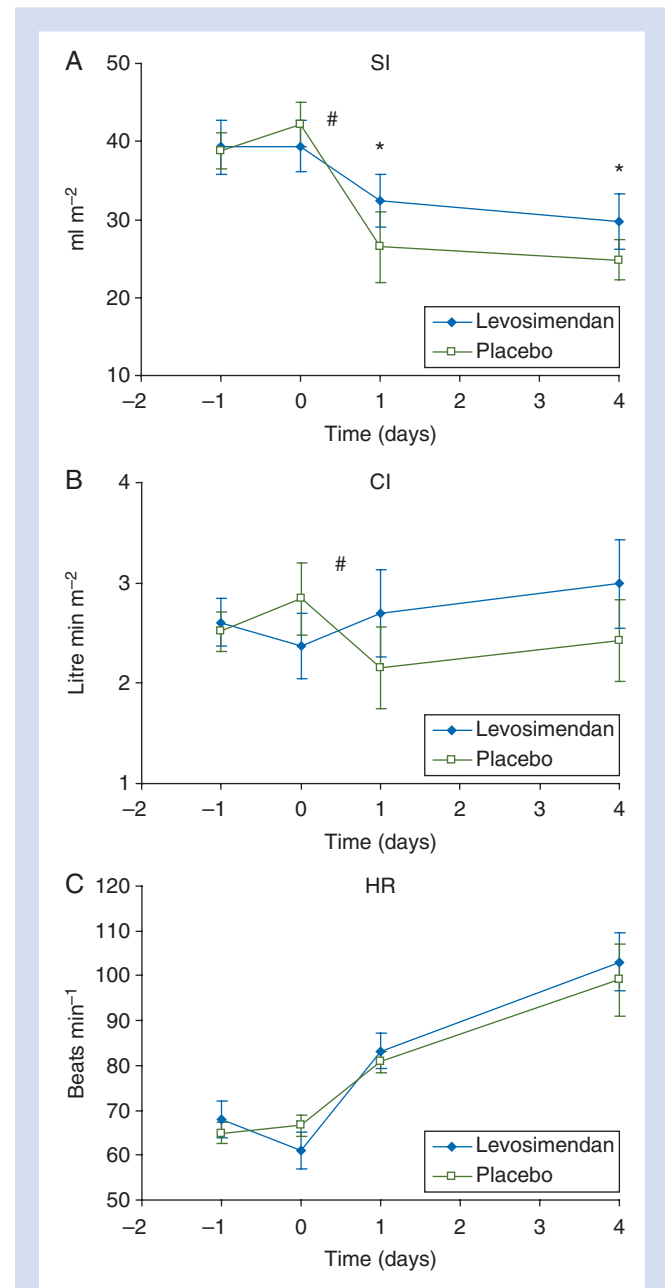 A
SI
50
40
30
20
10
ml m⁻²
#
*
*
Levosimendan
Placebo
−2 −1 0 1 2 3 4
Time (days)
B
CI
4
3
2
1
Litre min m⁻²
#
Levosimendan
Placebo
−2 −1 0 1 2 3 4
Time (days)
C
HR
120
110
100
90
80
70
60
50
Beats min⁻¹
Levosimendan
Placebo
−2 −1 0 1 2 3 4
Time (days)